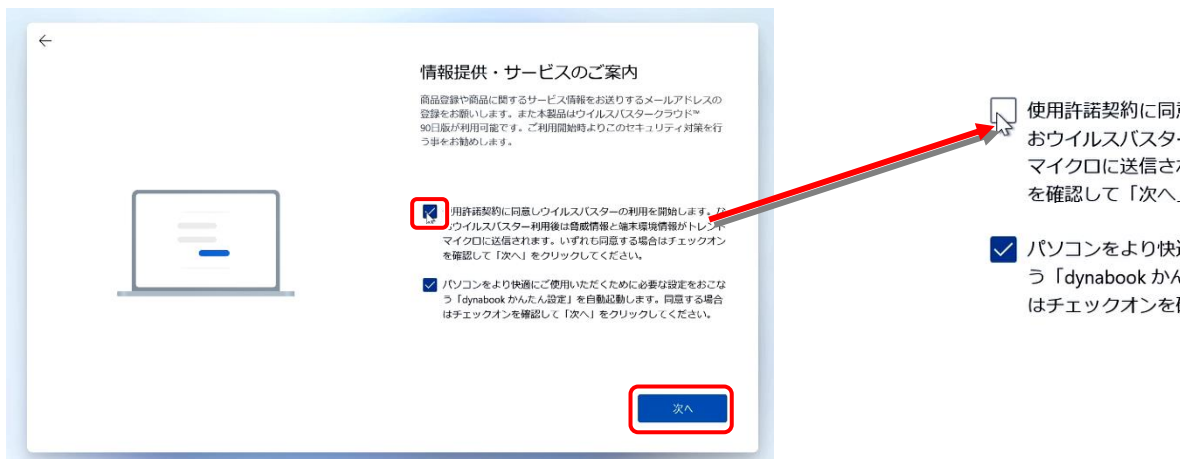 ←
情報提供・サービスのご案内
商品登録や商品に関するサービス情報をお送りするメールアドレスの
登録をお願いします。また本製品はウイルスバスタークラウド™
90日版が利用可能です。ご利用開始時よりこのセキュリティ対策を行
う事をお勧めします。
用許諾契約に同意しウイルスバスターの利用を開始します。な
おウイルスバスター利用後は脅威情報と端末環境情報がトレンド
マイクロに送信されます。いずれも同意する場合はチェックオン
を確認して「次へ」をクリックしてください。
パソコンをより快適にご使用いただくために必要な設定をおこな
う「dynabook かんたん設定」を自動起動します。同意する場合
はチェックオンを確認して「次へ」をクリックしてください。
次へ
使用許諾契約に同
おウイルスバスター
マイクロに送信さ
を確認して「次へ」
パソコンをより快
う「dynabook かん
はチェックオンを